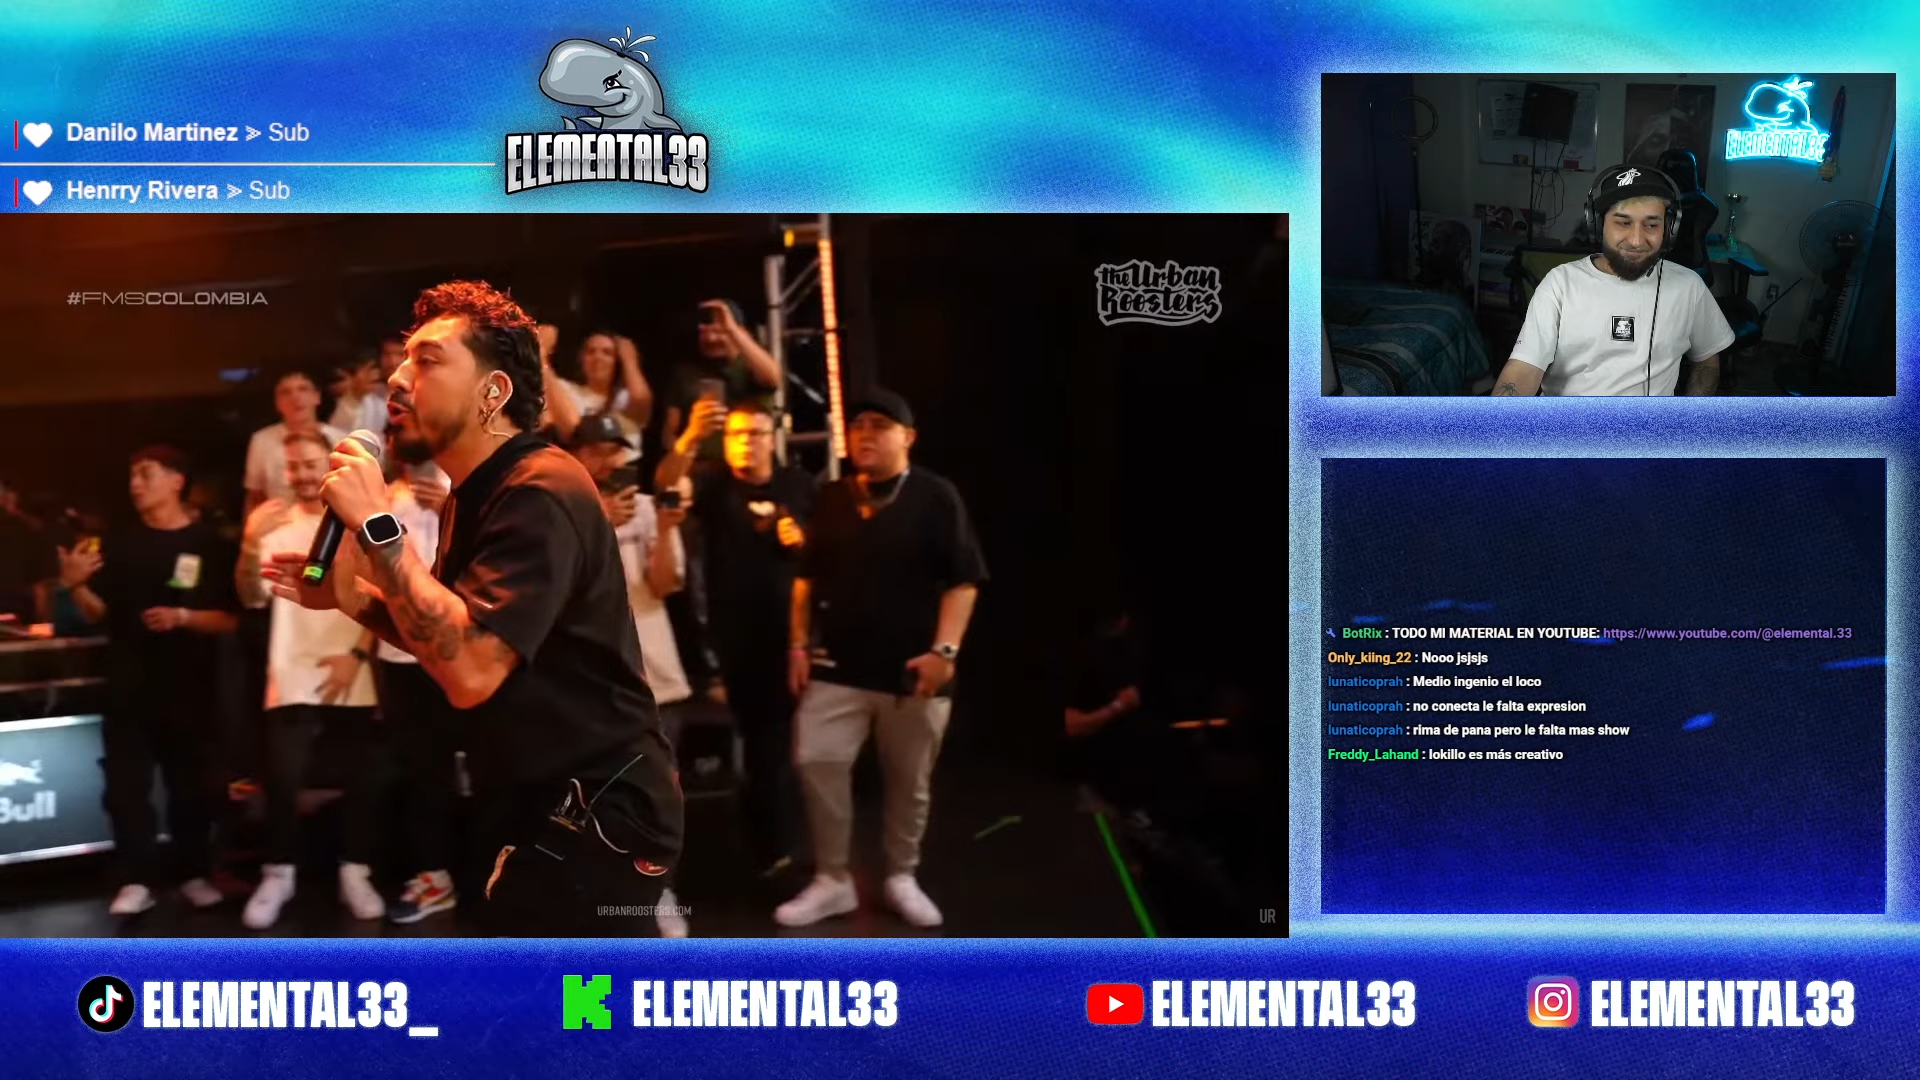 Danilo Martinez > Sub
Henrry Rivera > Sub
ELEMENTAL33
#FMSCOLOMBIA
the Urban
Roosters
Bull
URBANROOSTERS.COM
UR
ELEMENTAL33
BotRix : TODO MI MATERIAL EN YOUTUBE: https://www.youtube.com/@elemental.33
Only_kiing_22 : Nooo jsjsjs
lunaticoprah : Medio ingenio el loco
lunaticoprah : no conecta le falta expresion
lunaticoprah : rima de pana pero le falta mas show
Freddy_Lahand : lokillo es más creativo
ELEMENTAL33_
ELEMENTAL33
ELEMENTAL33
ELEMENTAL33